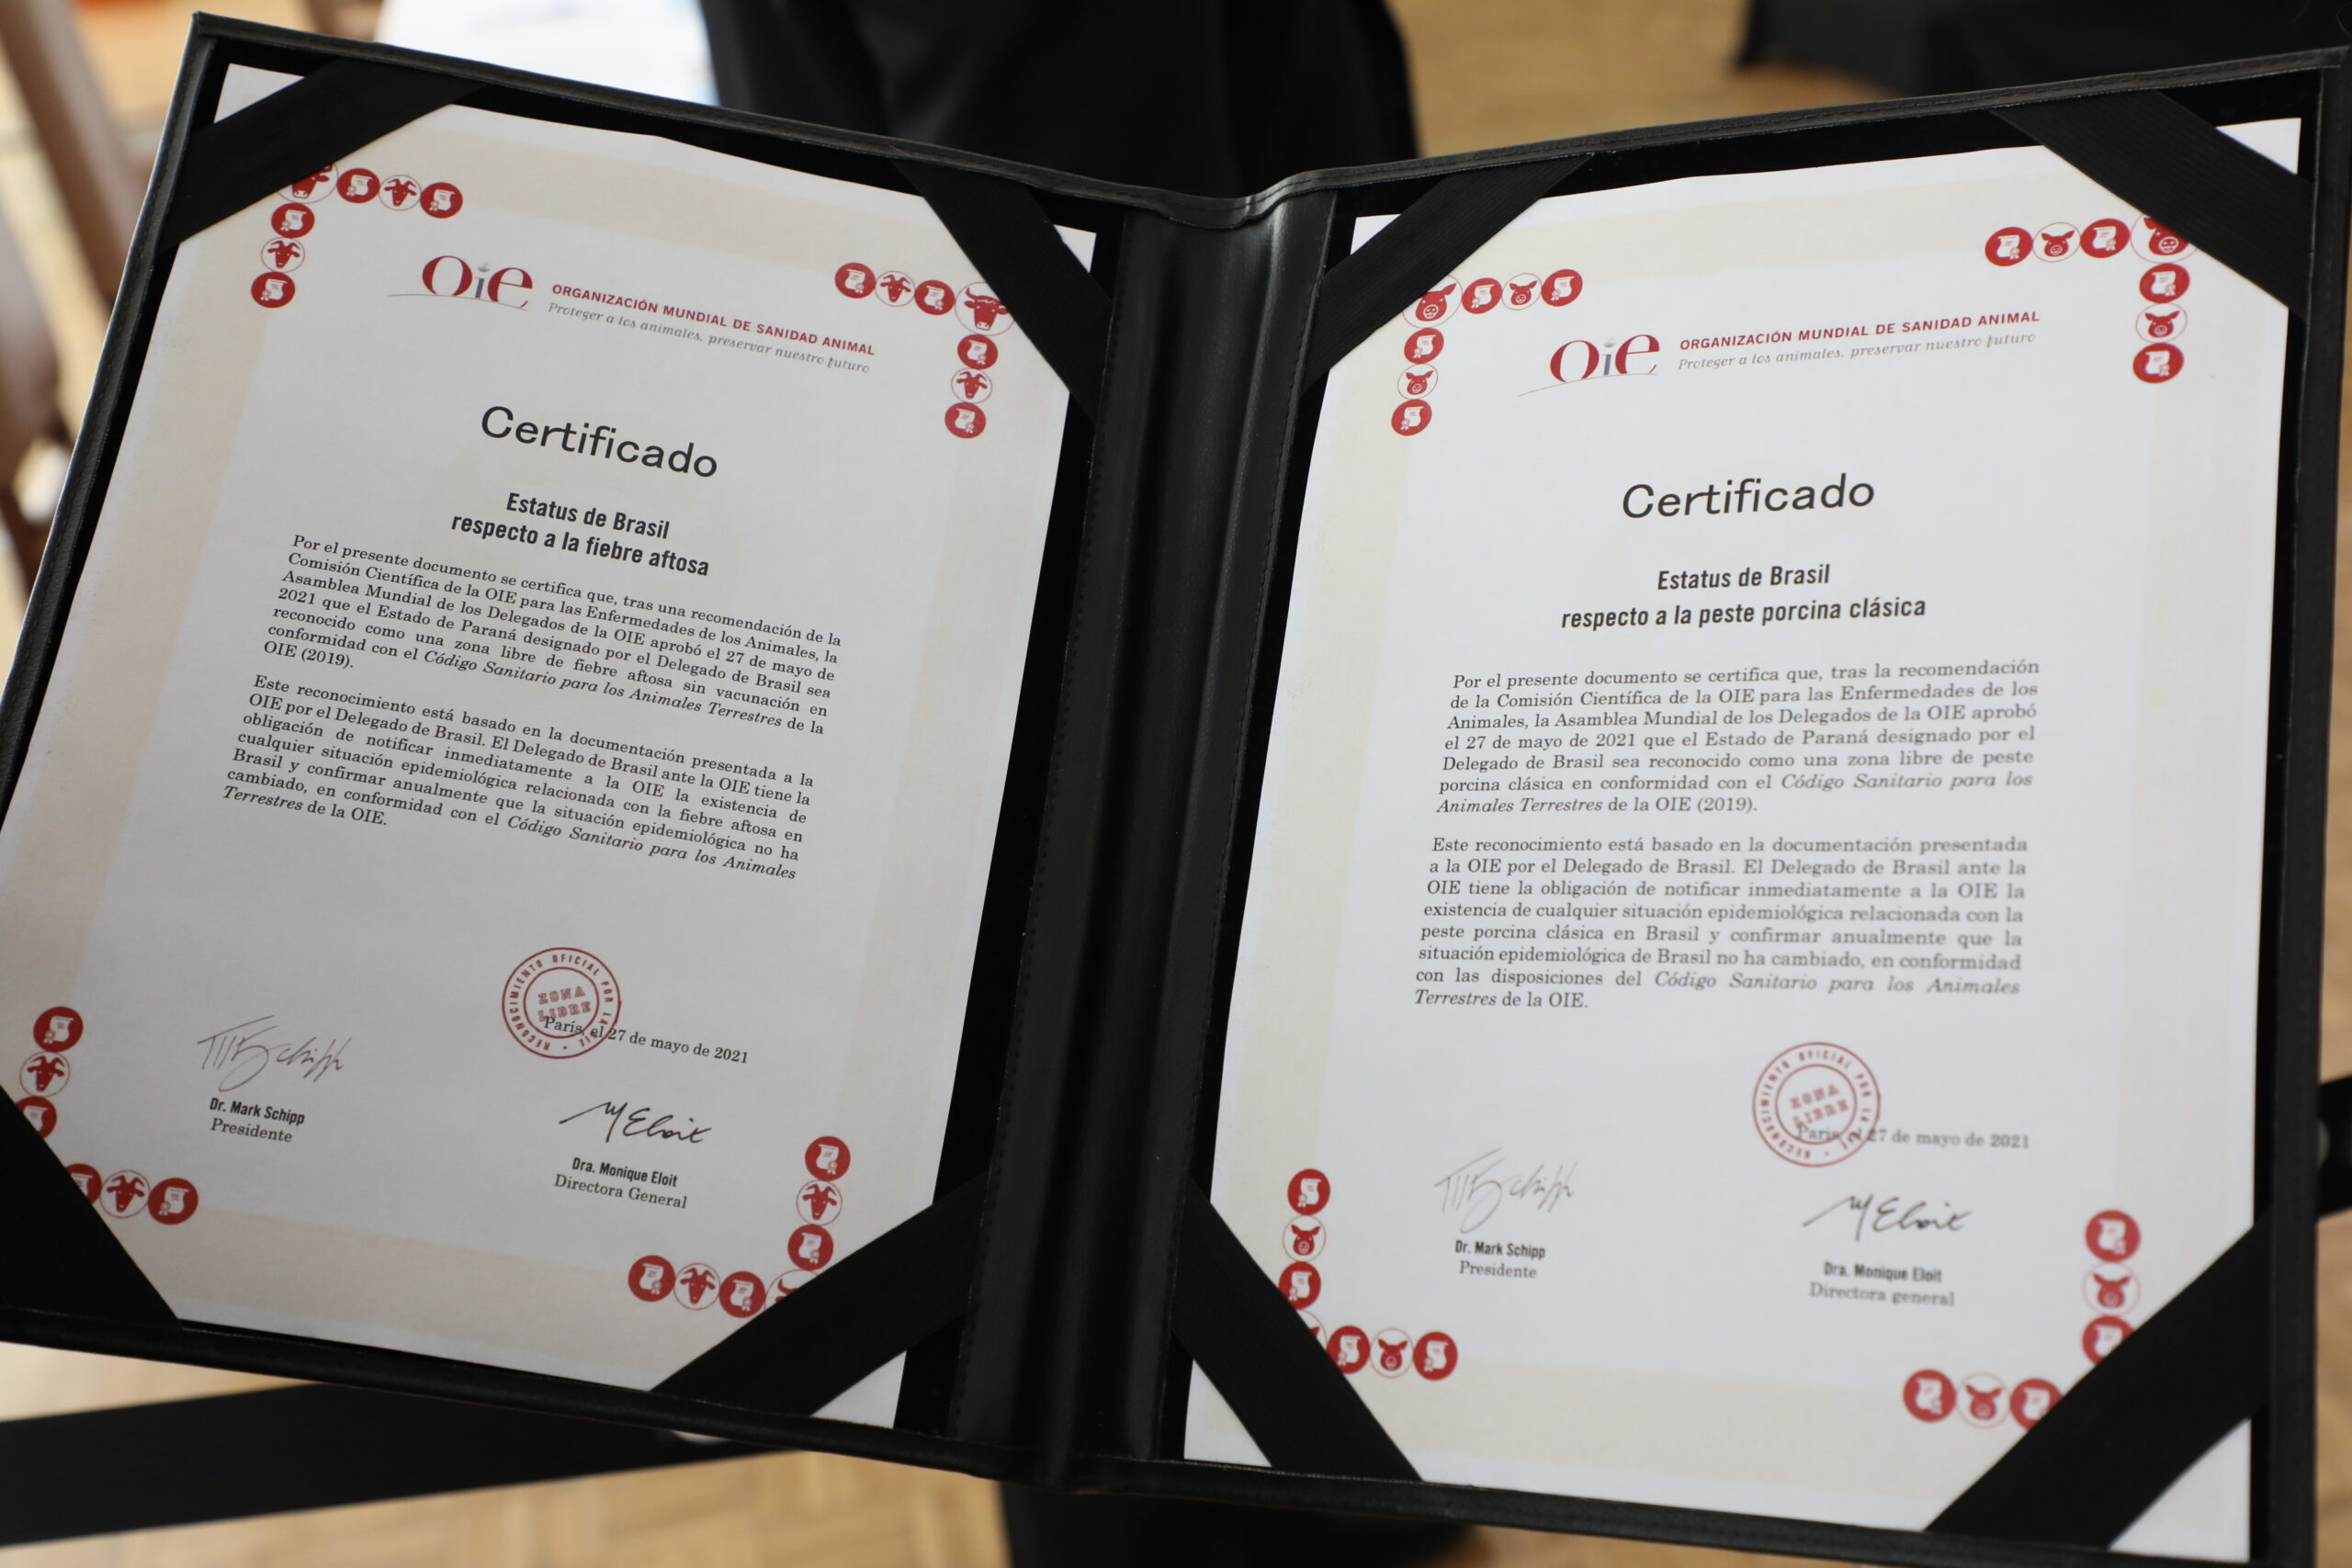 OiE
ORGANIZACIÓN MUNDIAL DE SANIDAD ANIMAL
Proteger a los animales, preservar nuestro futuro
Certificado
Estatus de Brasil
respecto a la fiebre aftosa
Por el presente documento se certifica que, tras una recomendación de la
Comisión Científica de la OIE para las Enfermedades de los Animales, la
Asamblea Mundial de los Delegados de la OIE aprobó el 27 de mayo de
2021 que el Estado de Paraná designado por el Delegado de Brasil sea
reconocido como una zona libre de fiebre aftosa sin vacunación en
conformidad con el Código Sanitario para los Animales Terrestres de la
OIE (2019).
Este reconocimiento está basado en la documentación presentada a la
OIE por el Delegado de Brasil. El Delegado de Brasil ante la OIE tiene la
obligación de notificar inmediatamente a la OIE la existencia de
cualquier situación epidemiológica relacionada con la fiebre aftosa en
Brasil y confirmar anualmente que la situación epidemiológica no ha
cambiado, en conformidad con el Código Sanitario para los Animales
Terrestres de la OIE.
RECONOCIMIENTO OFICIAL POR LA OIE
ZONA
LIBRE
París, el 27 de mayo de 2021
Dr. Mark Schipp
Presidente
M Eloit
Dra. Monique Eloit
Directora General
OiE
ORGANIZACIÓN MUNDIAL DE SANIDAD ANIMAL
Proteger a los animales, preservar nuestro futuro
Certificado
Estatus de Brasil
respecto a la peste porcina clásica
Por el presente documento se certifica que, tras la recomendación
de la Comisión Científica de la OIE para las Enfermedades de los
Animales, la Asamblea Mundial de los Delegados de la OIE aprobó
el 27 de mayo de 2021 que el Estado de Paraná designado por el
Delegado de Brasil sea reconocido como una zona libre de peste
porcina clásica en conformidad con el Código Sanitario para los
Animales Terrestres de la OIE (2019).
Este reconocimiento está basado en la documentación presentada
a la OIE por el Delegado de Brasil. El Delegado de Brasil ante la
OIE tiene la obligación de notificar inmediatamente a la OIE la
existencia de cualquier situación epidemiológica relacionada con la
peste porcina clásica en Brasil y confirmar anualmente que la
situación epidemiológica de Brasil no ha cambiado, en conformidad
con las disposiciones del Código Sanitario para los Animales
Terrestres de la OIE.
RECONOCIMIENTO OFICIAL POR LA OIE
ZONA
LIBRE
París, el 27 de mayo de 2021
Dr. Mark Schipp
Presidente
M Eloit
Dra. Monique Eloit
Directora general